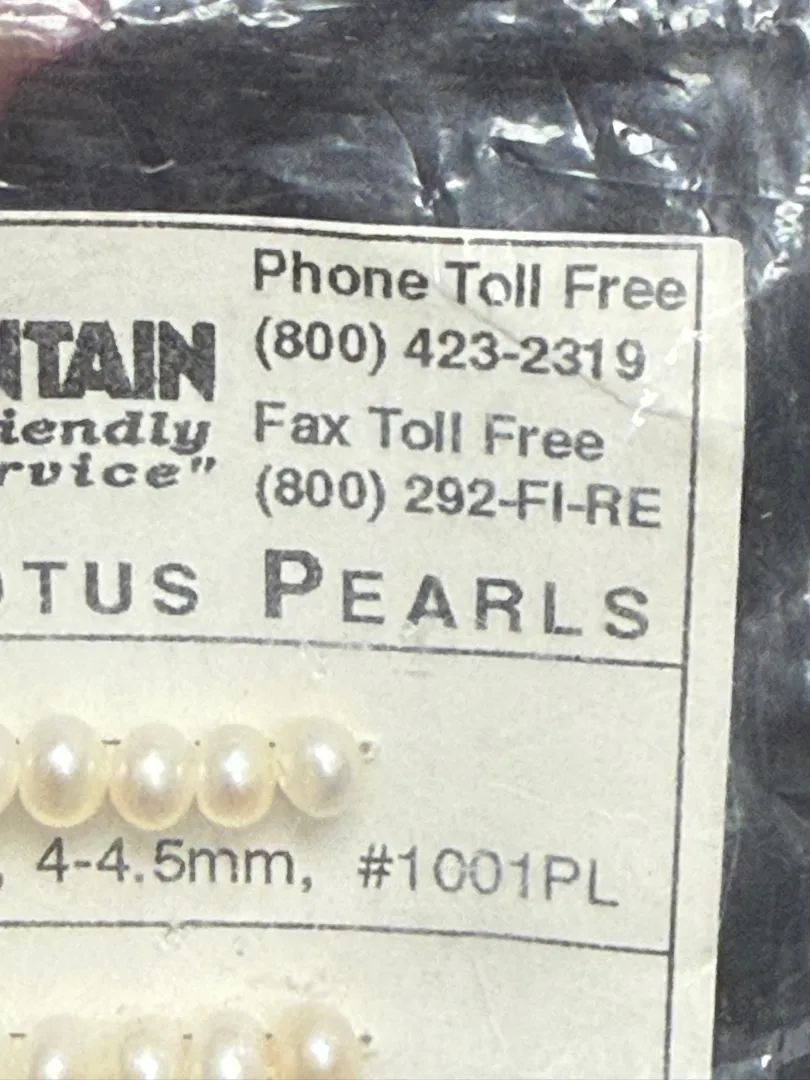 Phone Toll Free
(800) 423-2319
NTAIN
Fax Toll Free
iendly
(800) 292-FI-RE
rvice"
OTUS PEARLS
, 4-4.5mm, #1001PL